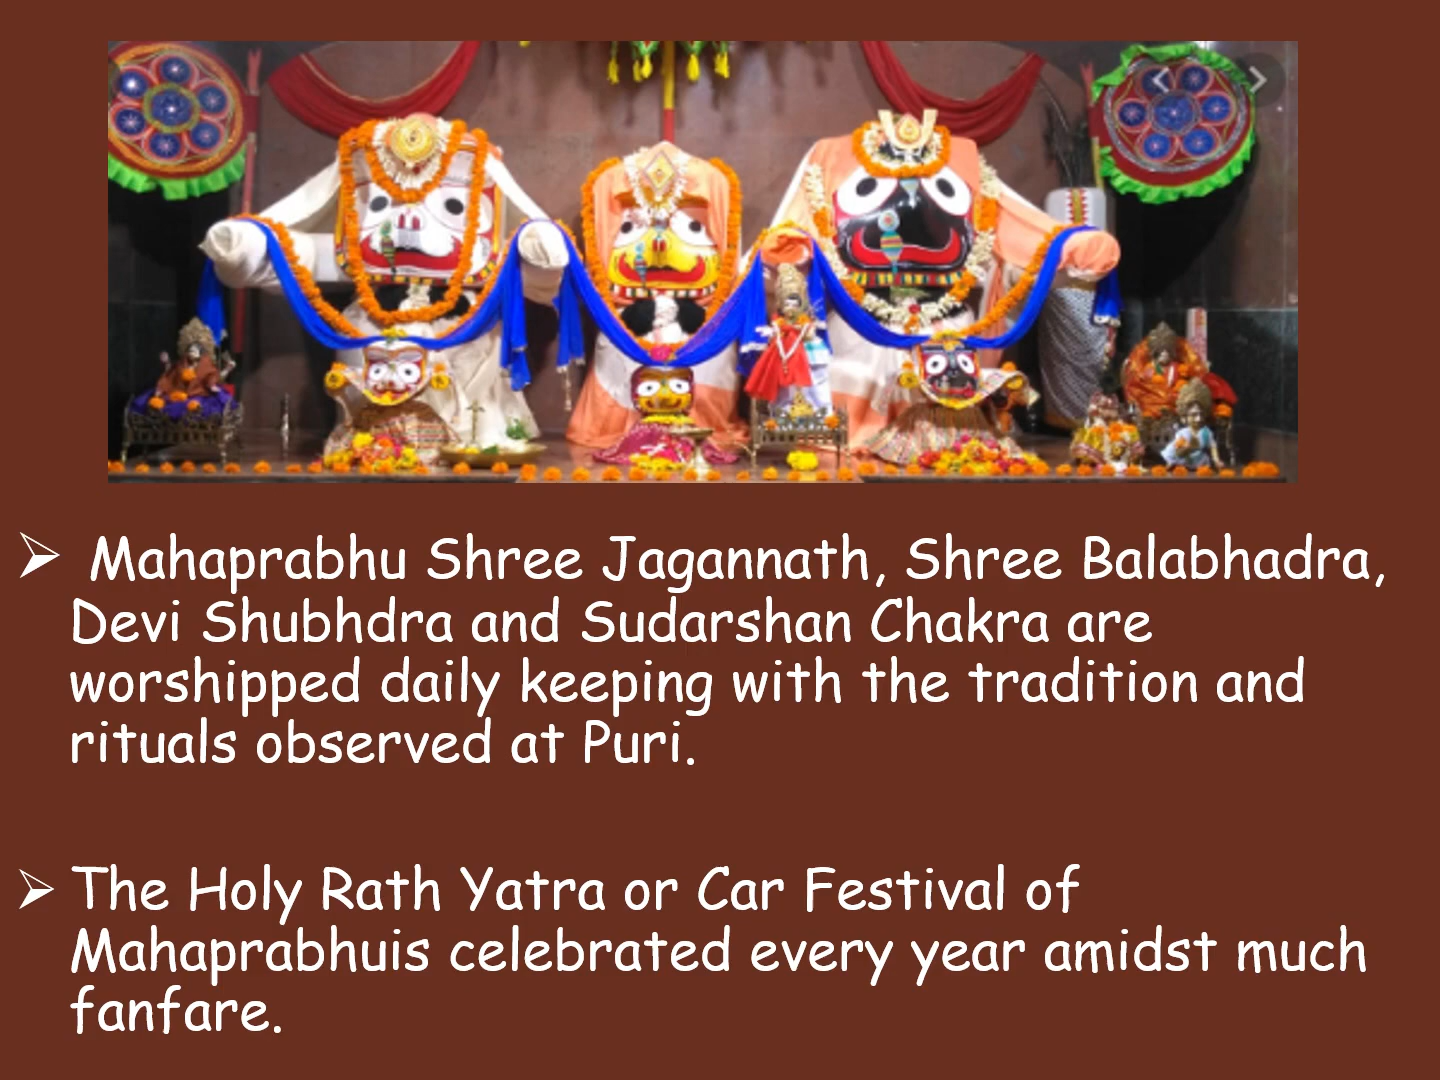 ➢ Mahaprabhu Shree Jagannath, Shree Balabhadra,
Devi Shubhdra and Sudarshan Chakra are
worshipped daily keeping with the tradition and
rituals observed at Puri.
➢ The Holy Rath Yatra or Car Festival of
Mahaprabhuis celebrated every year amidst much
fanfare.